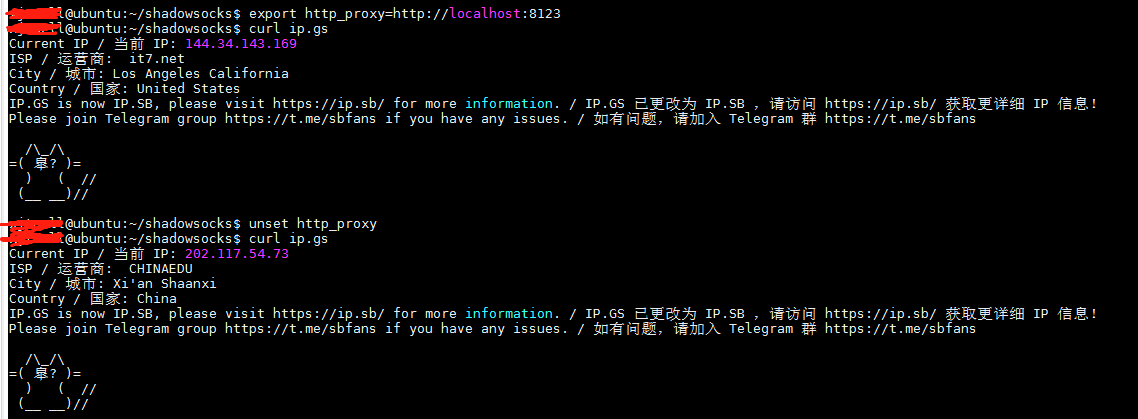 ll@ubuntu:~/shadowsocks$ export http_proxy=http://localhost:8123
ll@ubuntu:~/shadowsocks$ curl ip.gs
Current IP / 当前 IP: 144.34.143.169
ISP / 运营商:  it7.net
City / 城市: Los Angeles California
Country / 国家: United States
IP.GS is now IP.SB, please visit https://ip.sb/ for more information. / IP.GS 已更改为 IP.SB ，请访问 https://ip.sb/ 获取更详细 IP 信息！
Please join Telegram group https://t.me/sbfans if you have any issues. / 如有问题，请加入 Telegram 群 https://t.me/sbfans
  /\_/\
=( 皋? )=
  )   (  //
 (__ __)//
ll@ubuntu:~/shadowsocks$ unset http_proxy
ll@ubuntu:~/shadowsocks$ curl ip.gs
Current IP / 当前 IP: 202.117.54.73
ISP / 运营商:  CHINAEDU
City / 城市: Xi'an Shaanxi
Country / 国家: China
IP.GS is now IP.SB, please visit https://ip.sb/ for more information. / IP.GS 已更改为 IP.SB ，请访问 https://ip.sb/ 获取更详细 IP 信息！
Please join Telegram group https://t.me/sbfans if you have any issues. / 如有问题，请加入 Telegram 群 https://t.me/sbfans
  /\_/\
=( 皋? )=
  )   (  //
 (__ __)//